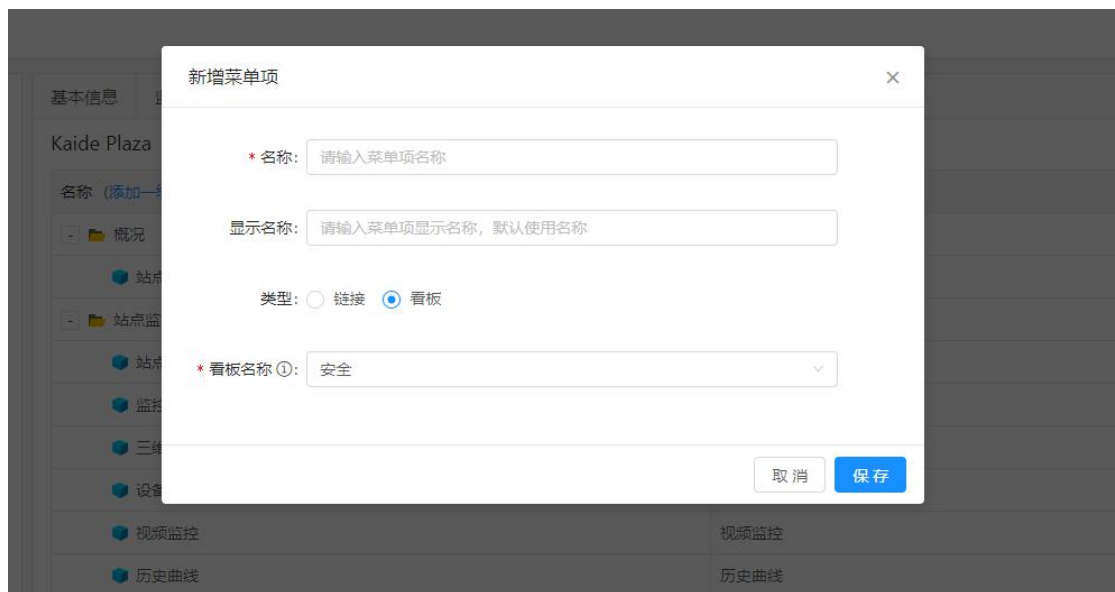 新增菜单项
基本信息
Kaide Plaza
* 名称: 请输入菜单项名称
名称 (添加一
显示名称: 请输入菜单项显示名称, 默认使用名称
- 概况
站点
类型: 链接 看板
- 站点监
站点
* 看板名称 ①: 安全
监控
三维
设备
取消 保存
视频监控 视频监控
历史曲线 历史曲线